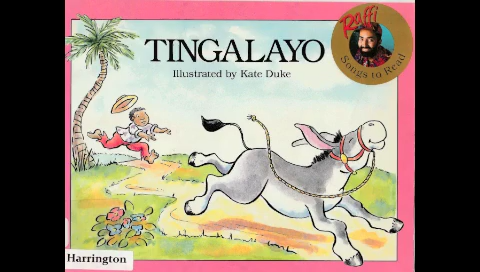 TINGALAYO
Illustrated by Kate Duke
Raffi
Songs to Read
Harrington